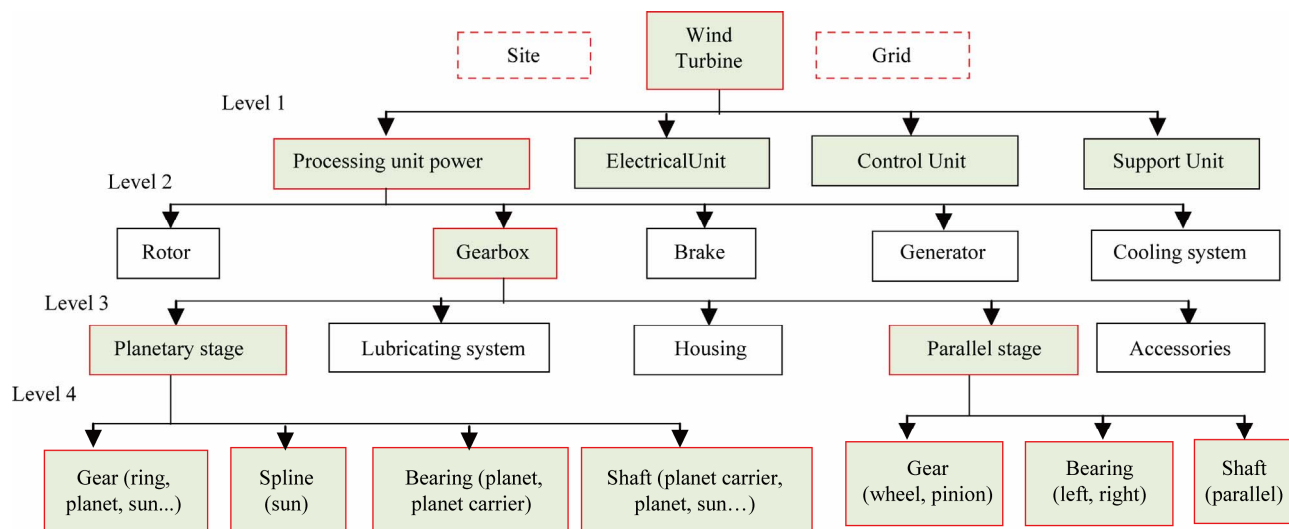 Wind
Turbine
Site
Grid
Level 1
Processing unit power
ElectricalUnit
Control Unit
Support Unit
Level 2
Rotor
Gearbox
Brake
Generator
Cooling system
Level 3
Planetary stage
Lubricating system
Housing
Parallel stage
Accessories
Level 4
Gear (ring,
planet, sun...)
Spline
(sun)
Bearing (planet,
planet carrier)
Shaft (planet carrier,
planet, sun…)
Gear
(wheel, pinion)
Bearing
(left, right)
Shaft
(parallel)